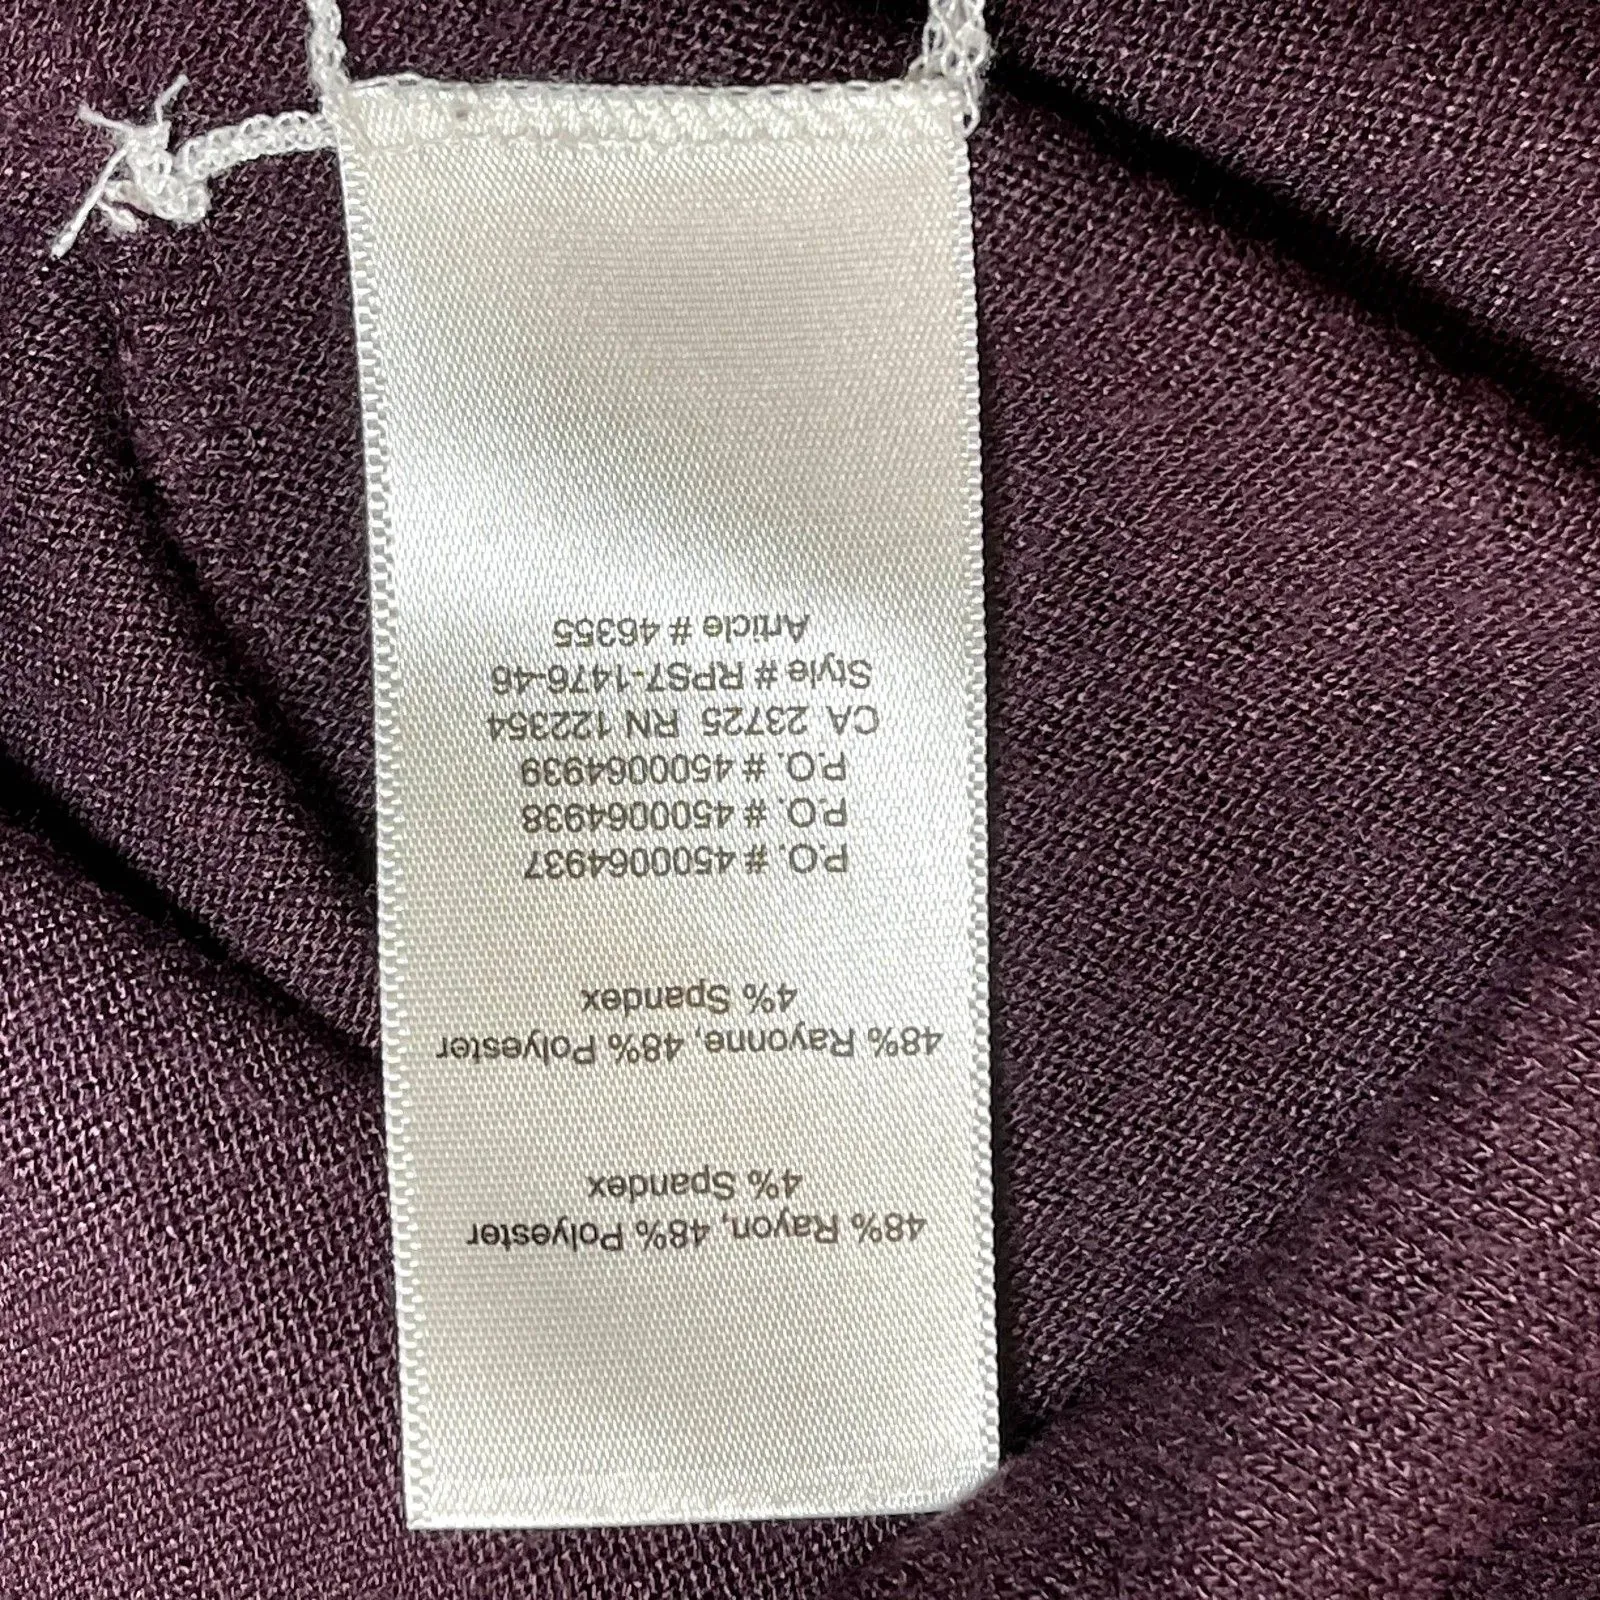 48% Rayon, 48% Polyester
4% Spandex
48% Rayonne, 48% Polyester
4% Spandex
P.O. # 4500064937
P.O. # 4500064938
P.O. # 4500064939
CA 23725 RN 122354
Style # RPS7-1476-46
Article # 46355